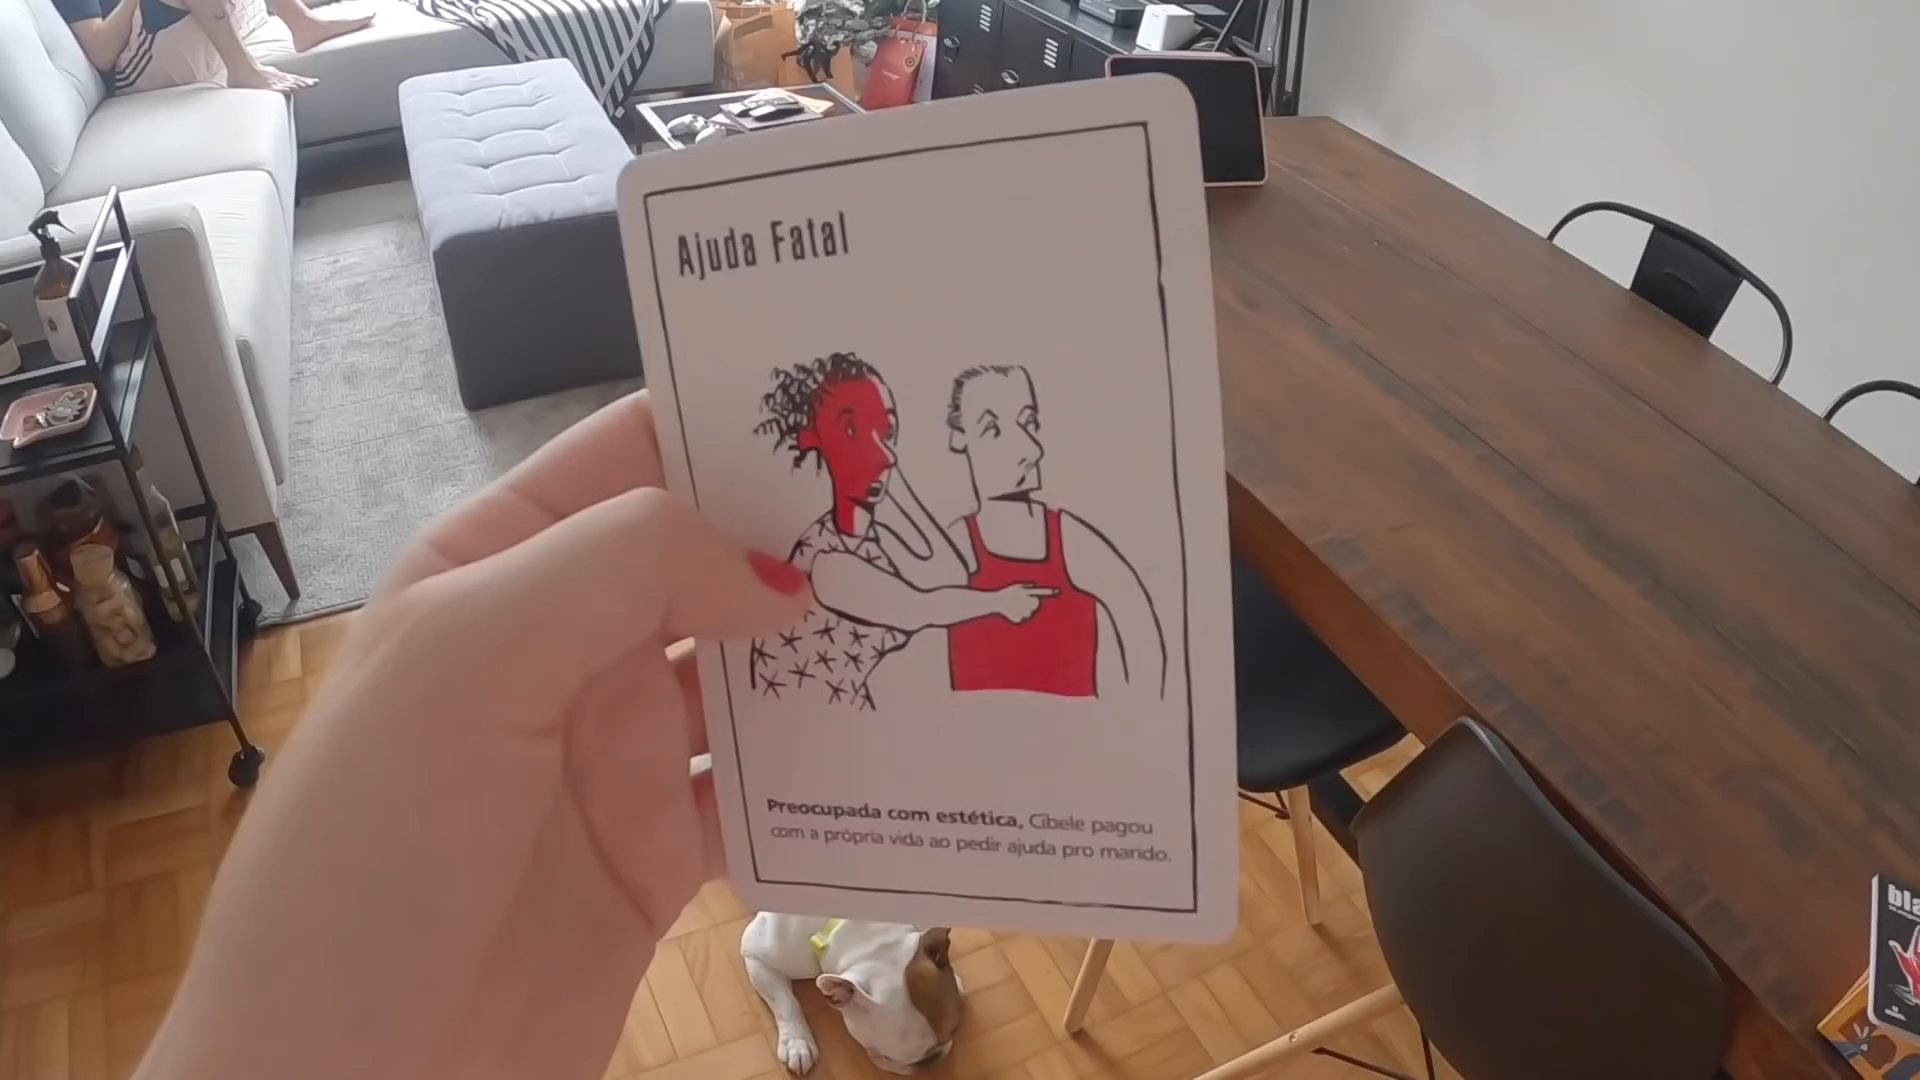 Ajuda Fatal
Preocupada com estética, Cibele pagou
com a própria vida ao pedir ajuda pro marido.